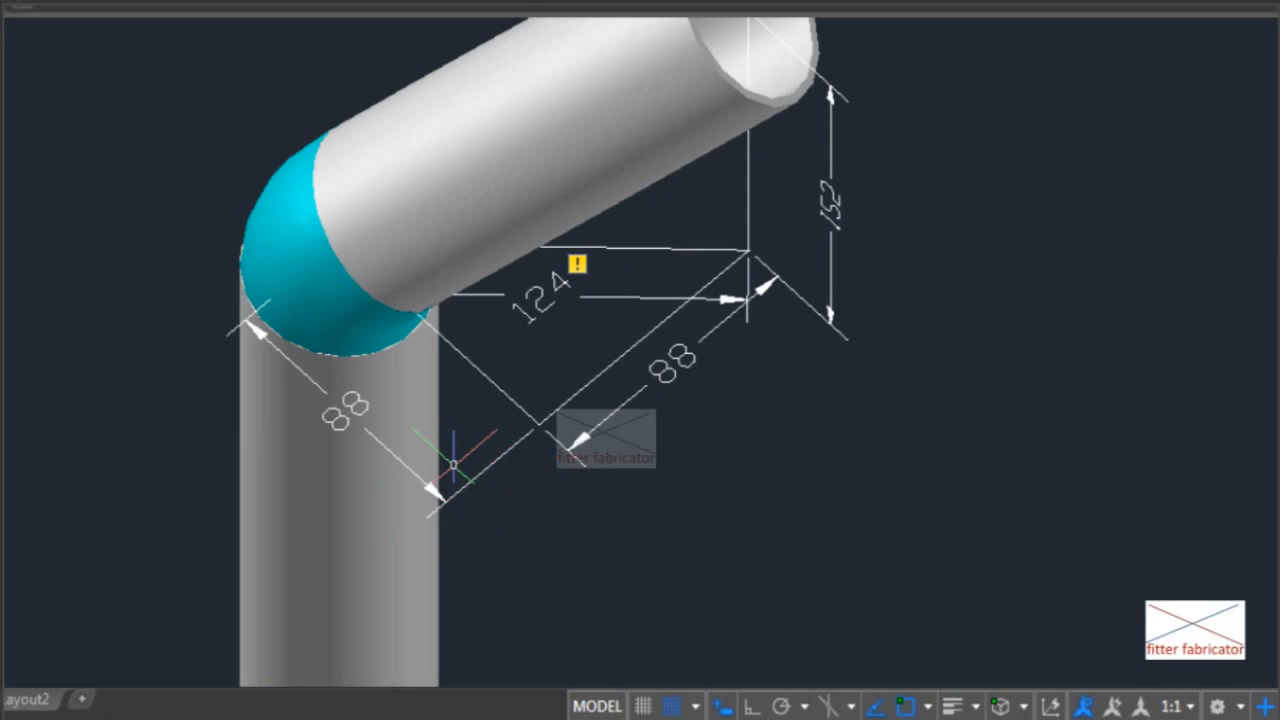 152
124
!
88
88
fitter fabricator
fitter fabricator
ayout2
+
MODEL
1:1